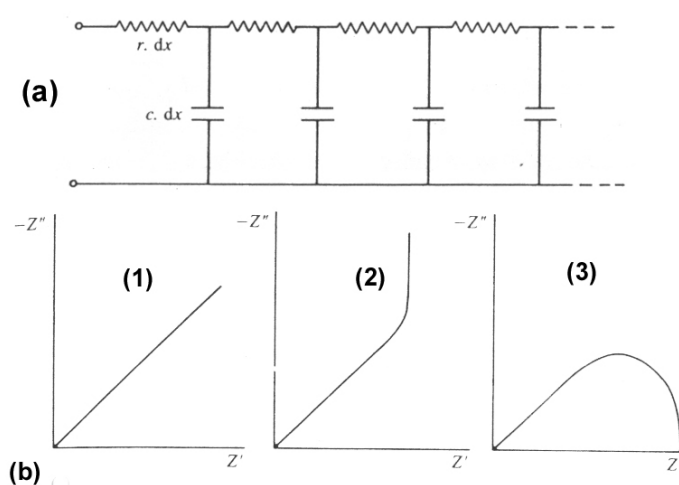 r. dx
(a)
c. dx
−Z″ −Z″ −Z″
(1) (2) (3)
Z′ Z′ Z
(b)